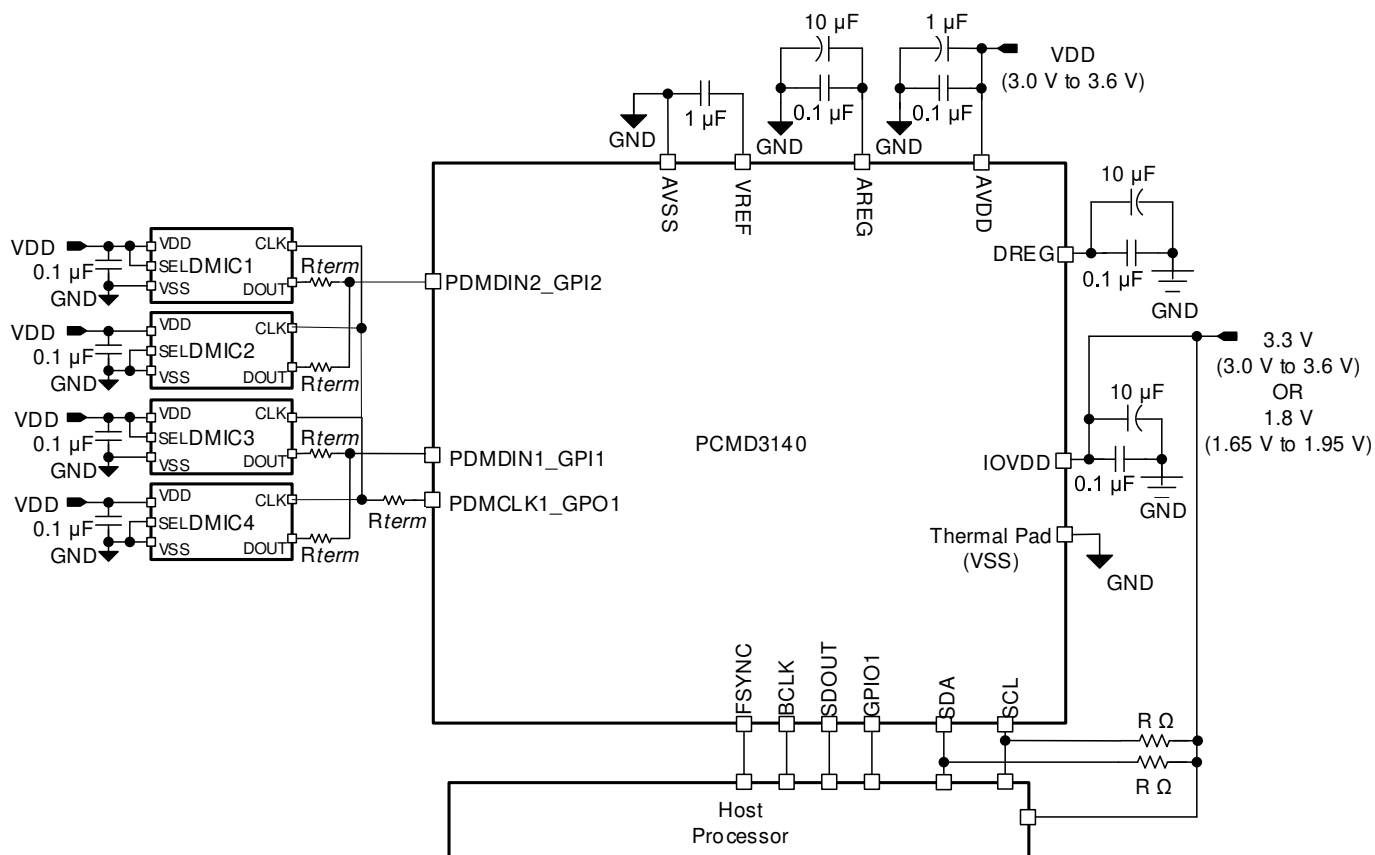 10 µF
1 µF
VDD
(3.0 V to 3.6 V)
0.1 µF
0.1 µF
1 µF
GND
GND
GND
AVSS
VREF
AREG
AVDD
10 µF
DREG
0.1 µF
GND
VDD
0.1 µF
GND
VDD
SEL
VSS
DMIC1
CLK
DOUT
Rterm
PDMDIN2_GPI2
VDD
0.1 µF
GND
VDD
SEL
VSS
DMIC2
CLK
DOUT
Rterm
3.3 V
(3.0 V to 3.6 V)
OR
1.8 V
(1.65 V to 1.95 V)
10 µF
IOVDD
0.1 µF
GND
VDD
0.1 µF
GND
VDD
SEL
VSS
DMIC3
CLK
DOUT
Rterm
PCMD3140
PDMDIN1_GPI1
VDD
0.1 µF
GND
VDD
SEL
VSS
DMIC4
CLK
DOUT
Rterm
Rterm
PDMCLK1_GPO1
Thermal Pad
(VSS)
GND
FSYNC
BCLK
SDOUT
GPIO1
SDA
SCL
R Ω
R Ω
Host
Processor